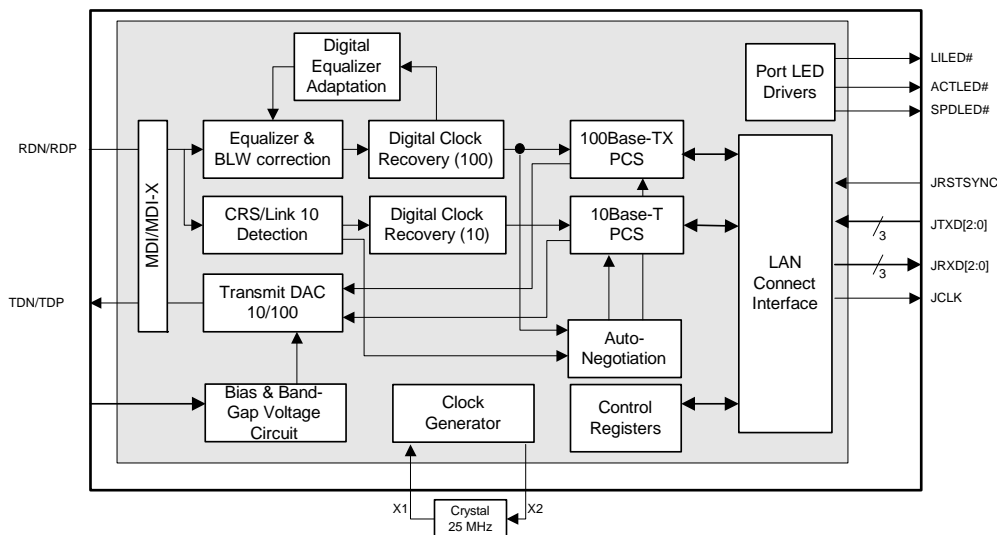 Digital
Equalizer
Adaptation
Port LED
Drivers
LILED#
ACTLED#
SPDLED#
RDN/RDP
MDI/MDI-X
Equalizer &
BLW correction
Digital Clock
Recovery (100)
100Base-TX
PCS
CRS/Link 10
Detection
Digital Clock
Recovery (10)
10Base-T
PCS
LAN
Connect
Interface
JRSTSYNC
JTXD[2:0]
3
JRXD[2:0]
3
JCLK
TDN/TDP
Transmit DAC
10/100
Auto-
Negotiation
Bias & Band-
Gap Voltage
Circuit
Clock
Generator
Control
Registers
X1
Crystal
25 MHz
X2